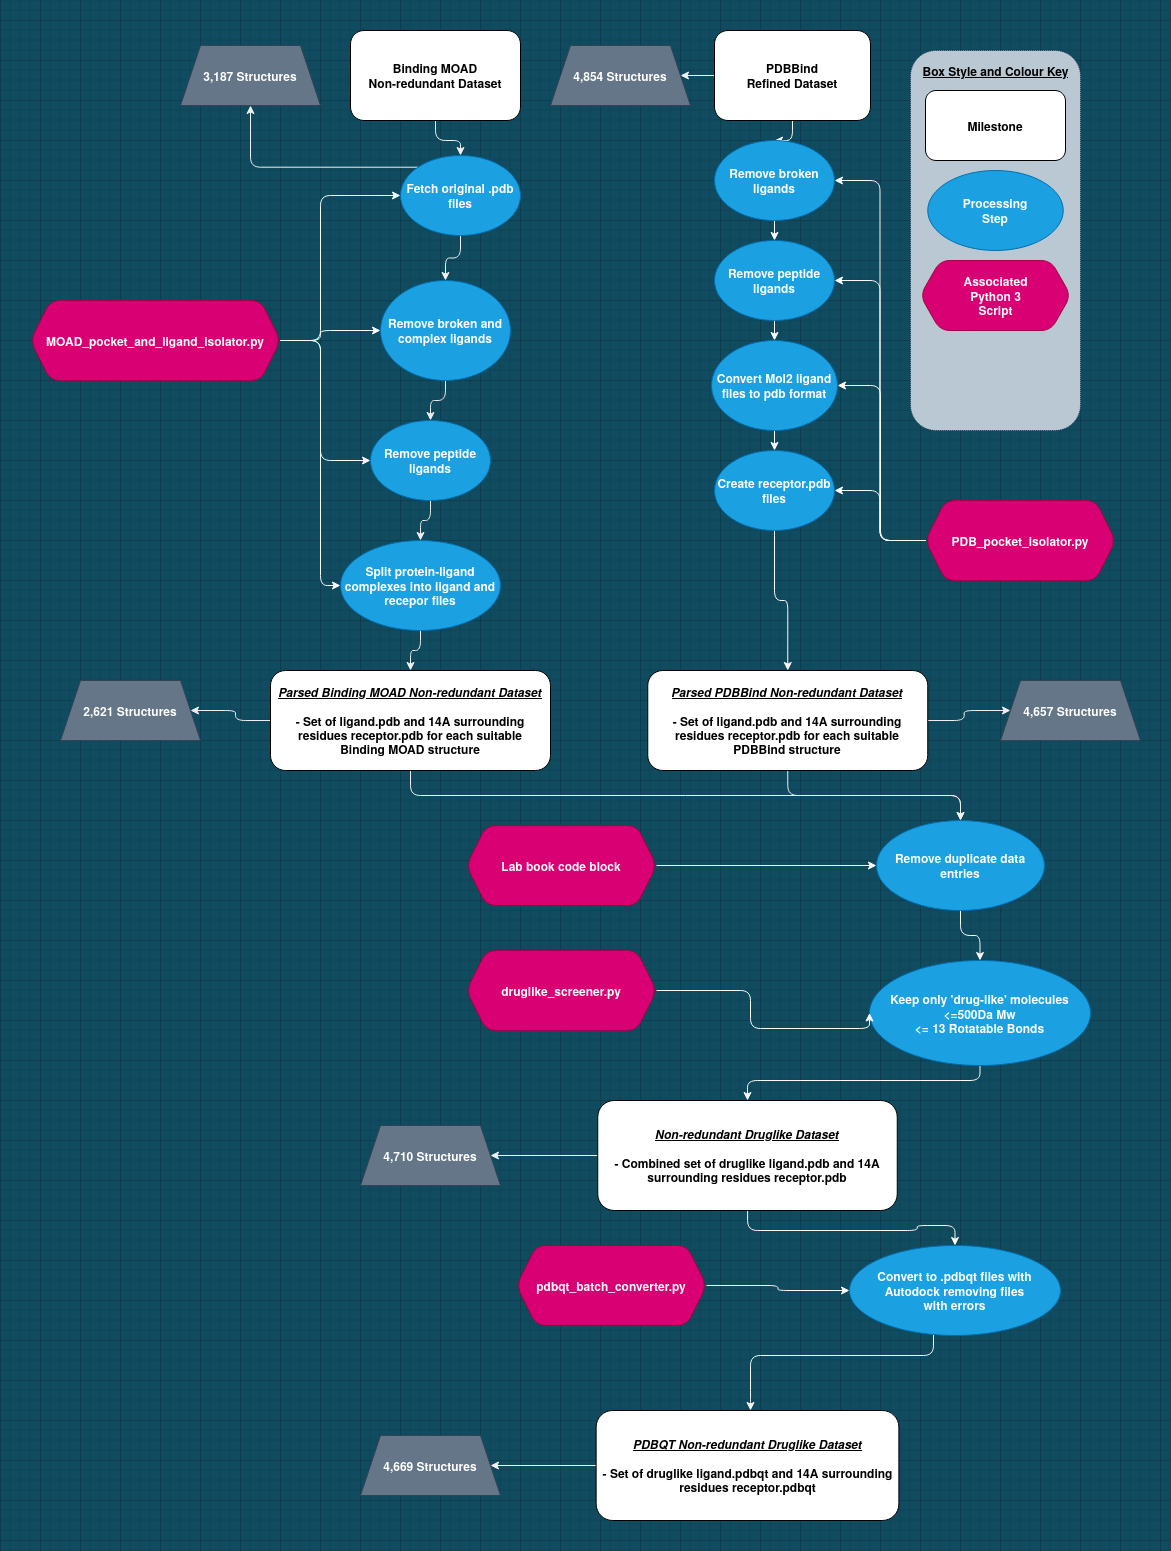 3,187 Structures
Binding MOAD
Non-redundant Dataset
4,854 Structures
PDBBind
Refined Dataset
Box Style and Colour Key
Milestone
Processing
Step
Associated
Python 3
Script
Fetch original .pdb
files
Remove broken and
complex ligands
MOAD_pocket_and_ligand_isolator.py
Remove peptide
ligands
Split protein-ligand
complexes into ligand and
recepor files
Remove broken
ligands
Remove peptide
ligands
Convert Mol2 ligand
files to pdb format
Create receptor.pdb
files
PDB_pocket_isolator.py
2,621 Structures
Parsed Binding MOAD Non-redundant Dataset
- Set of ligand.pdb and 14A surrounding
residues receptor.pdb for each suitable
Binding MOAD structure
Parsed PDBBind Non-redundant Dataset
- Set of ligand.pdb and 14A surrounding
residues receptor.pdb for each suitable
PDBBind structure
4,657 Structures
Lab book code block
Remove duplicate data
entries
druglike_screener.py
Keep only 'drug-like' molecules
<=500Da Mw
<= 13 Rotatable Bonds
4,710 Structures
Non-redundant Druglike Dataset
- Combined set of druglike ligand.pdb and 14A
surrounding residues receptor.pdb
pdbqt_batch_converter.py
Convert to .pdbqt files with
Autodock removing files
with errors
4,669 Structures
PDBQT Non-redundant Druglike Dataset
- Set of druglike ligand.pdbqt and 14A surrounding
residues receptor.pdbqt